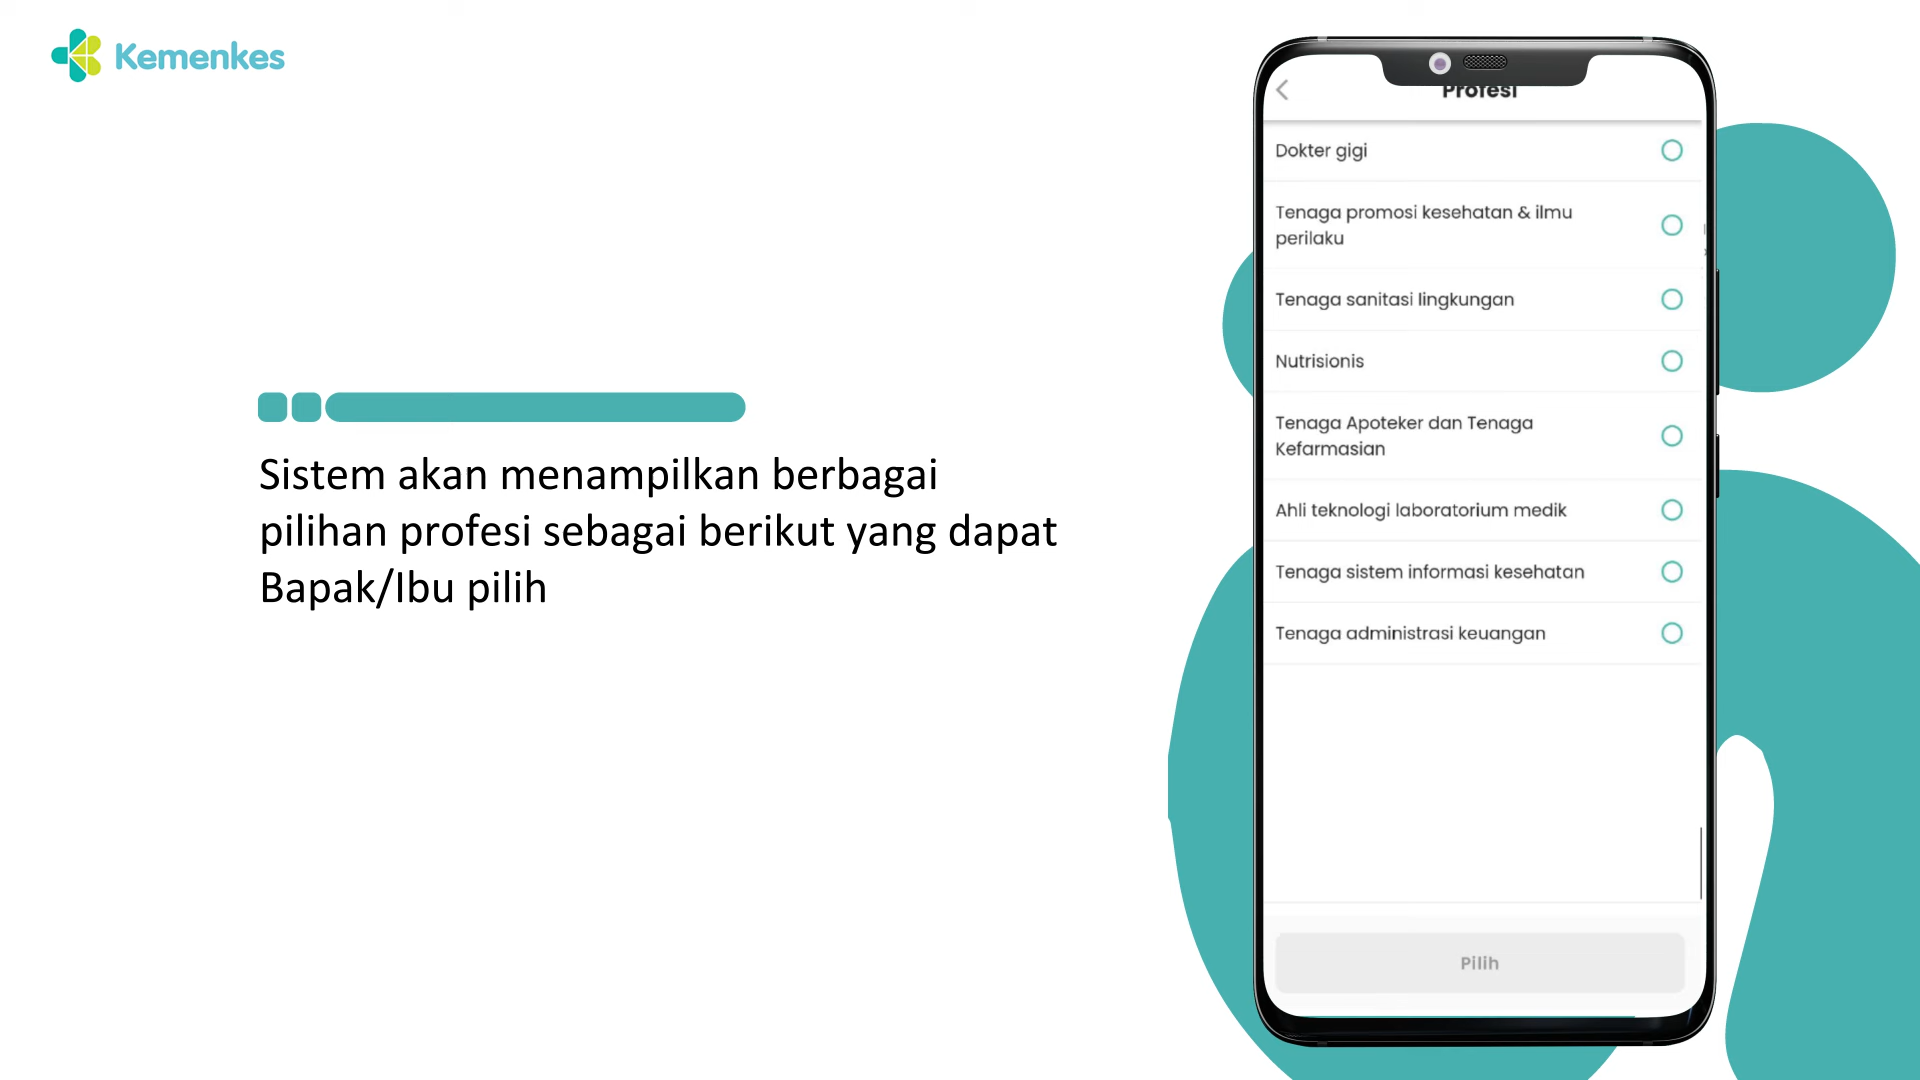 Kemenkes
Sistem akan menampilkan berbagai
pilihan profesi sebagai berikut yang dapat
Bapak/Ibu pilih
Profesi
Dokter gigi
Tenaga promosi kesehatan & ilmu
perilaku
Tenaga sanitasi lingkungan
Nutrisionis
Tenaga Apoteker dan Tenaga
Kefarmasian
Ahli teknologi laboratorium medik
Tenaga sistem informasi kesehatan
Tenaga administrasi keuangan
Pilih